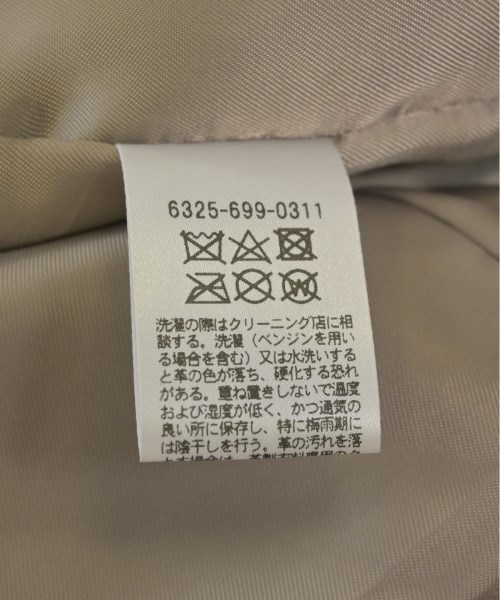 6325-699-0311
W
洗濯の際はクリーニング店に相
談する。洗濯（ベンジンを用い
る場合を含む）又は水洗いする
と革の色が落ち、硬化する恐れ
がある。重ね置きしないで温度
および湿度が低く、かつ通気の
良い所に保存し、特に梅雨期に
は陰干しを行う。革の汚れを落